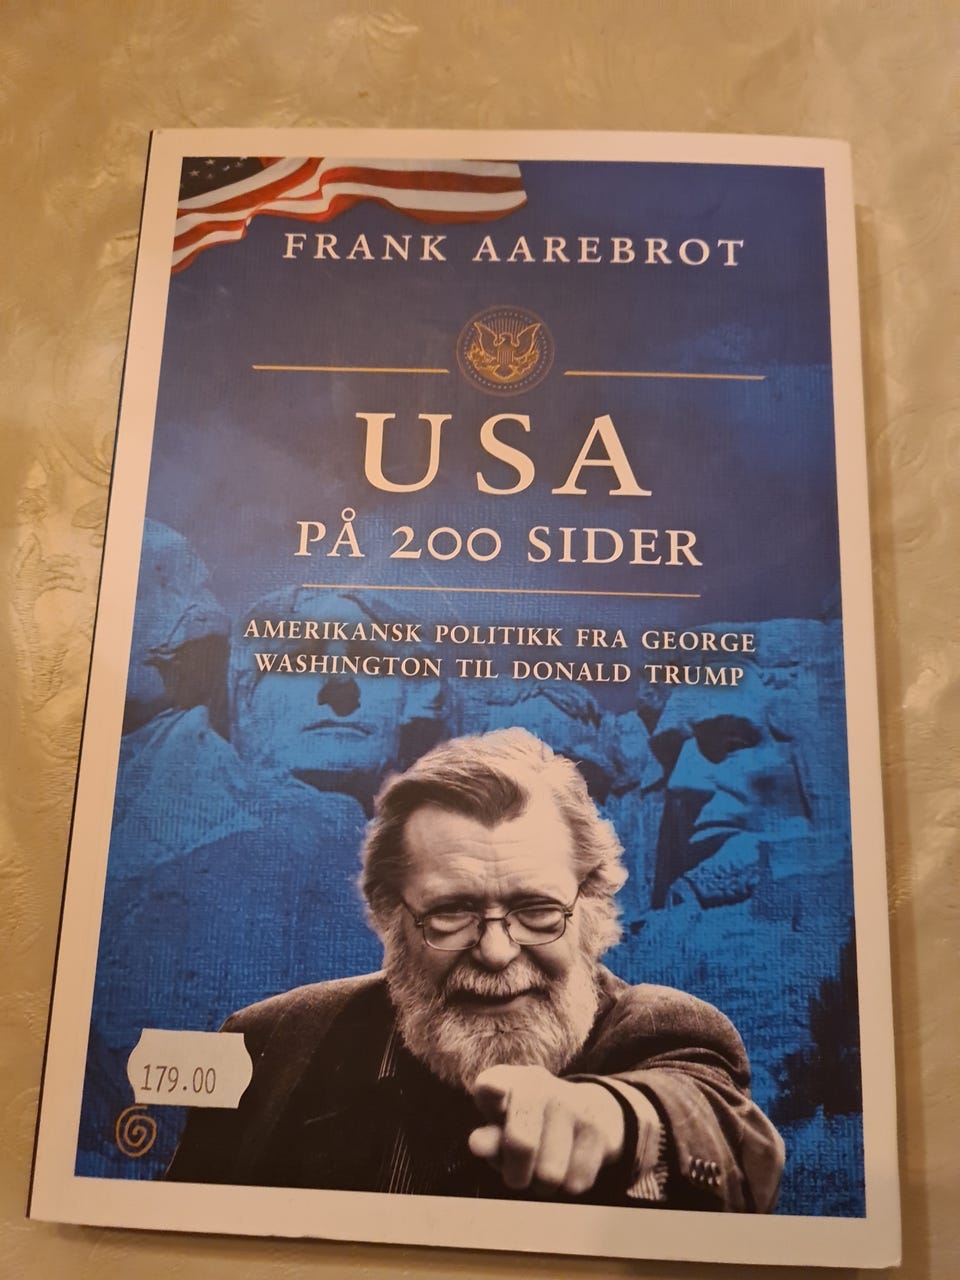 FRANK AAREBROT
USA
PÅ 200 SIDER
AMERIKANSK POLITIKK FRA GEORGE
WASHINGTON TIL DONALD TRUMP
179.00